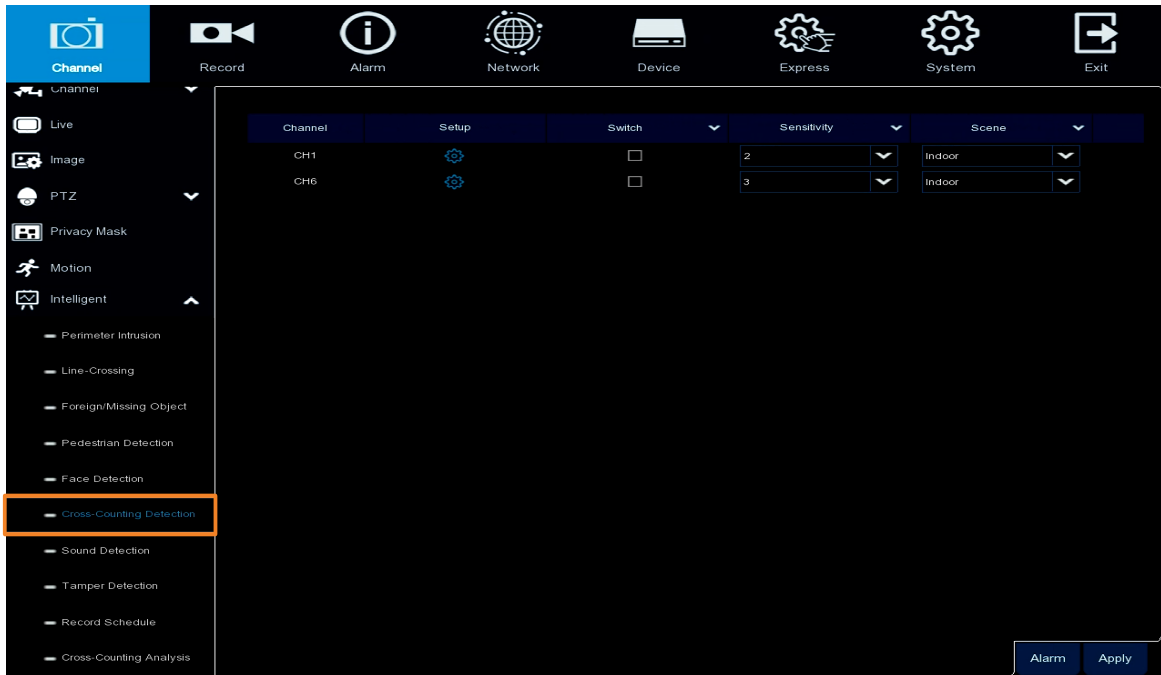 Channel Record Alarm Network Device Express System Exit
Channel
Live
Image
PTZ
Privacy Mask
Motion
Intelligent
Perimeter Intrusion
Line-Crossing
Foreign/Missing Object
Pedestrian Detection
Face Detection
Cross-Counting Detection
Sound Detection
Tamper Detection
Record Schedule
Cross-Counting Analysis
Channel Setup Switch Sensitivity Scene
CH1 2 Indoor
CH6 3 Indoor
Alarm Apply